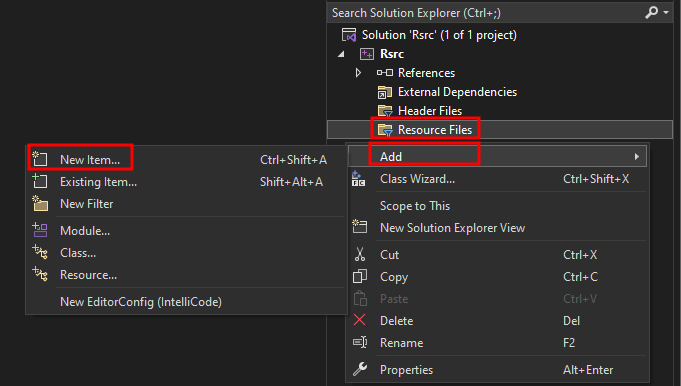 Search Solution Explorer (Ctrl+;)
Solution 'Rsrc' (1 of 1 project)
Rsrc
References
External Dependencies
Header Files
Resource Files
Add
Class Wizard... Ctrl+Shift+X
Scope to This
New Solution Explorer View
Cut Ctrl+X
Copy Ctrl+C
Paste Ctrl+V
Delete Del
Rename F2
Properties Alt+Enter
New Item... Ctrl+Shift+A
Existing Item... Shift+Alt+A
New Filter
Module...
Class...
Resource...
New EditorConfig (IntelliCode)